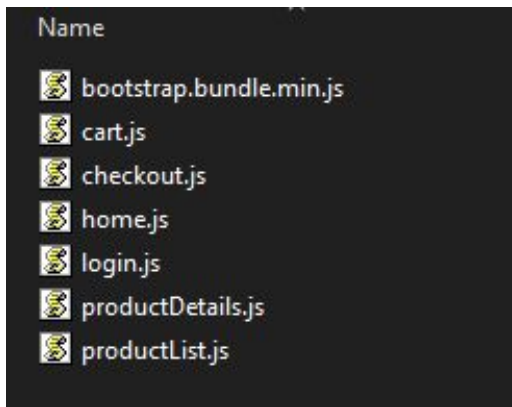 Name
bootstrap.bundle.min.js
cart.js
checkout.js
home.js
login.js
productDetails.js
productList.js